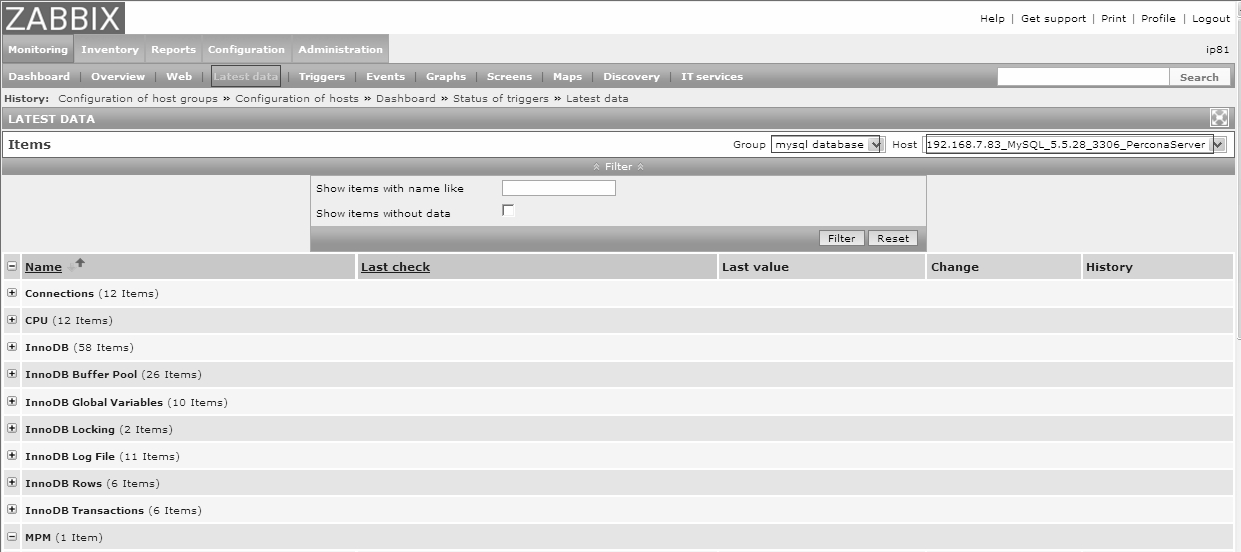 ZABBIX
Help | Get support | Print | Profile | Logout
Monitoring Inventory Reports Configuration Administration
ip81
Dashboard | Overview | Web | Latest data | Triggers | Events | Graphs | Screens | Maps | Discovery | IT services
Search
History: Configuration of host groups » Configuration of hosts » Dashboard » Status of triggers » Latest data
LATEST DATA
Items
Group mysql database Host 192.168.7.83_MySQL_5.5.28_3306_PerconaServer
Filter
Show items with name like
Show items without data
Filter Reset
Name Last check Last value Change History
Connections (12 Items)
CPU (12 Items)
InnoDB (58 Items)
InnoDB Buffer Pool (26 Items)
InnoDB Global Variables (10 Items)
InnoDB Locking (2 Items)
InnoDB Log File (11 Items)
InnoDB Rows (6 Items)
InnoDB Transactions (6 Items)
MPM (1 Item)